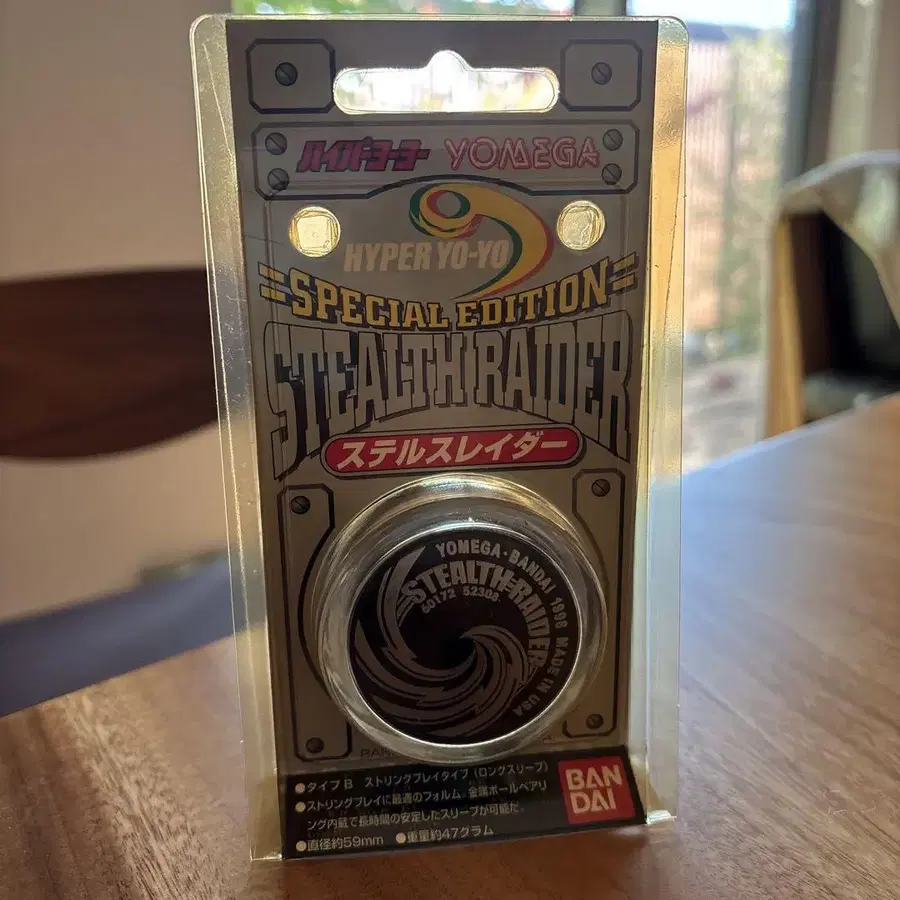 ハイパーヨーヨー YOMEGA
HYPER YO-YO
SPECIAL EDITION
STEALTH RAIDER
ステルスレイダー
YOMEGA・BANDAI 1998 MADE IN USA
STEALTH-RAIDER
60172 52308
●タイプB ストリングプレイタイプ（ロングスリープ）
●ストリングプレイに最適のフォルム。金属ボールベアリ
ング内蔵で長時間の安定したスリープが可能だ。
●直径約59mm ●重量約47グラム
BAN
DAI